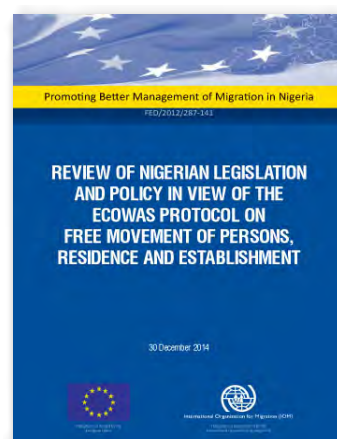 Promoting Better Management of Migration in Nigeria
FED/2012/287-141
REVIEW OF NIGERIAN LEGISLATION
AND POLICY IN VIEW OF THE
ECOWAS PROTOCOL ON
FREE MOVEMENT OF PERSONS,
RESIDENCE AND ESTABLISHMENT
30 December 2014
International Organization for Migration (IOM)